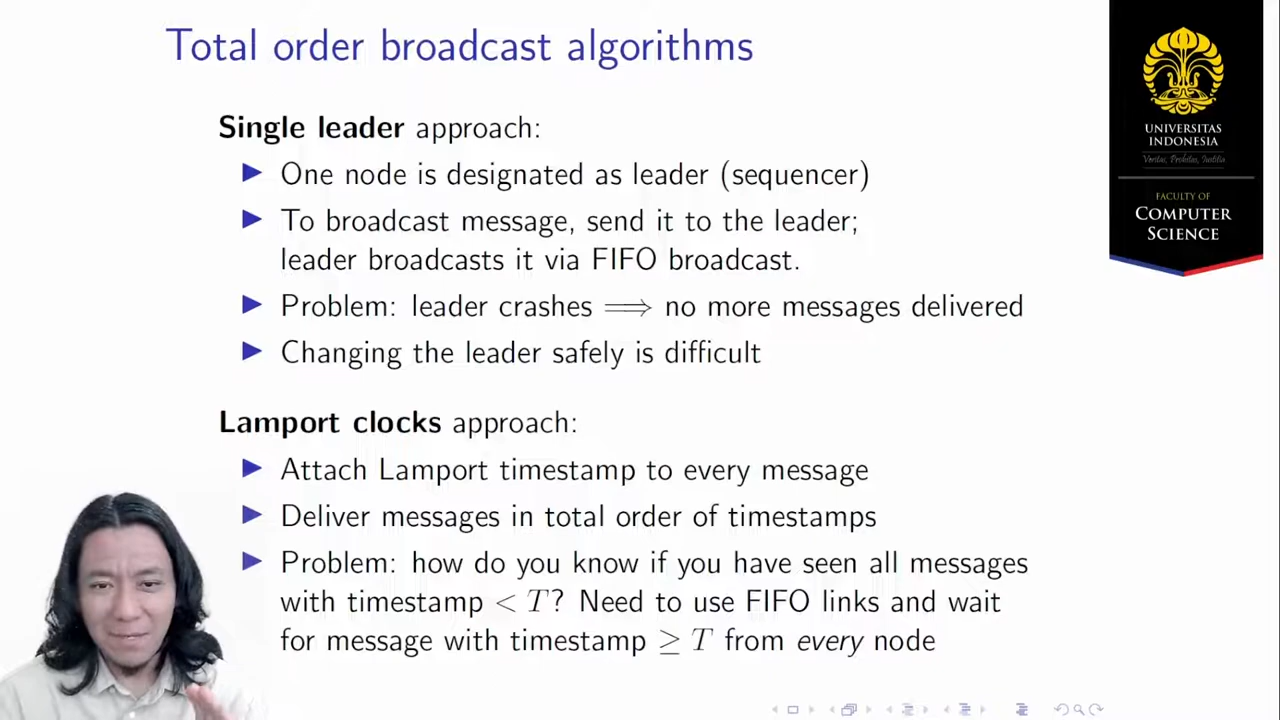 Total order broadcast algorithms
Single leader approach:
One node is designated as leader (sequencer)
To broadcast message, send it to the leader;
leader broadcasts it via FIFO broadcast.
Problem: leader crashes ⟹ no more messages delivered
Changing the leader safely is difficult
Lamport clocks approach:
Attach Lamport timestamp to every message
Deliver messages in total order of timestamps
Problem: how do you know if you have seen all messages
with timestamp < T? Need to use FIFO links and wait
for message with timestamp ≥ T from every node
UNIVERSITAS
INDONESIA
Veritas, Probitas, Iustitia
FACULTY OF
COMPUTER
SCIENCE